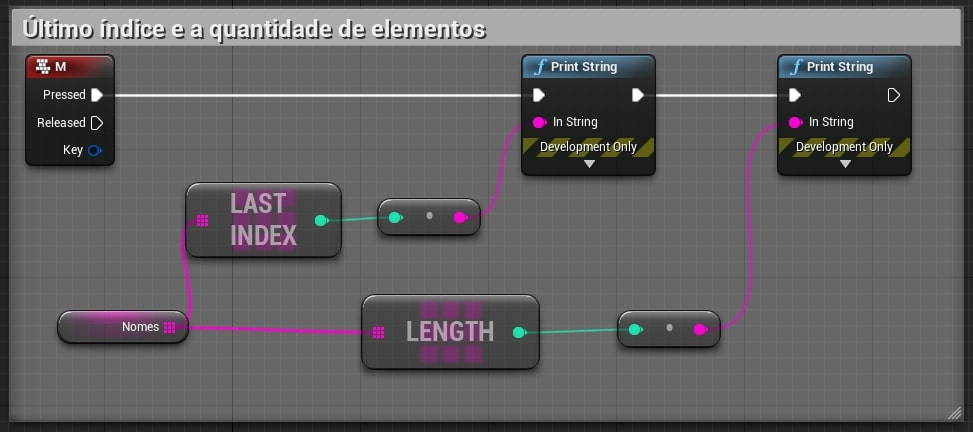 Último índice e a quantidade de elementos
M
Pressed
Released
Key
f Print String
In String
Development Only
f Print String
In String
Development Only
LAST
INDEX
Nomes
LENGTH